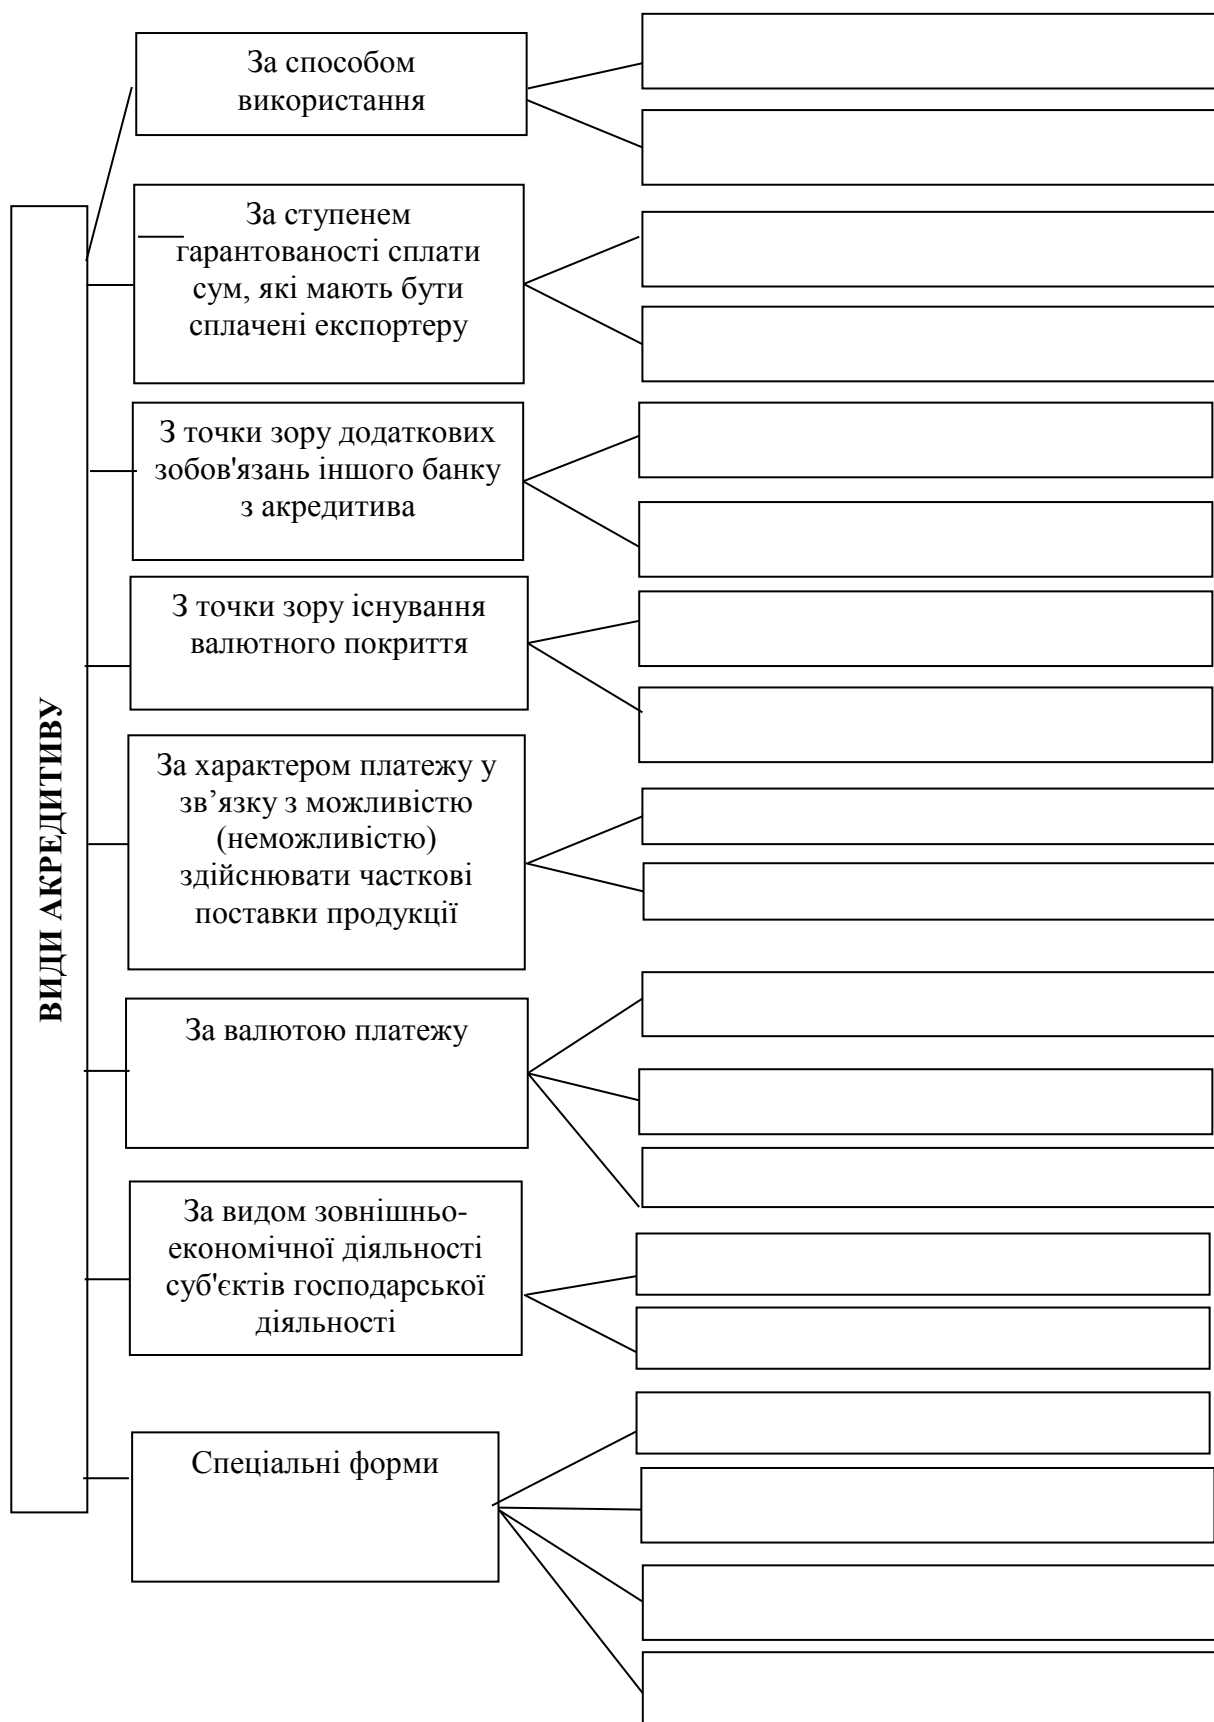 ВИДИ АКРЕДИТИВУ
За способом
використання
За ступенем
гарантованості сплати
сум, які мають бути
сплачені експортеру
З точки зору додаткових
зобов'язань іншого банку
з акредитива
З точки зору існування
валютного покриття
За характером платежу у
зв’язку з можливістю
(неможливістю)
здійснювати часткові
поставки продукції
За валютою платежу
За видом зовнішньо-
економічної діяльності
суб'єктів господарської
діяльності
Спеціальні форми